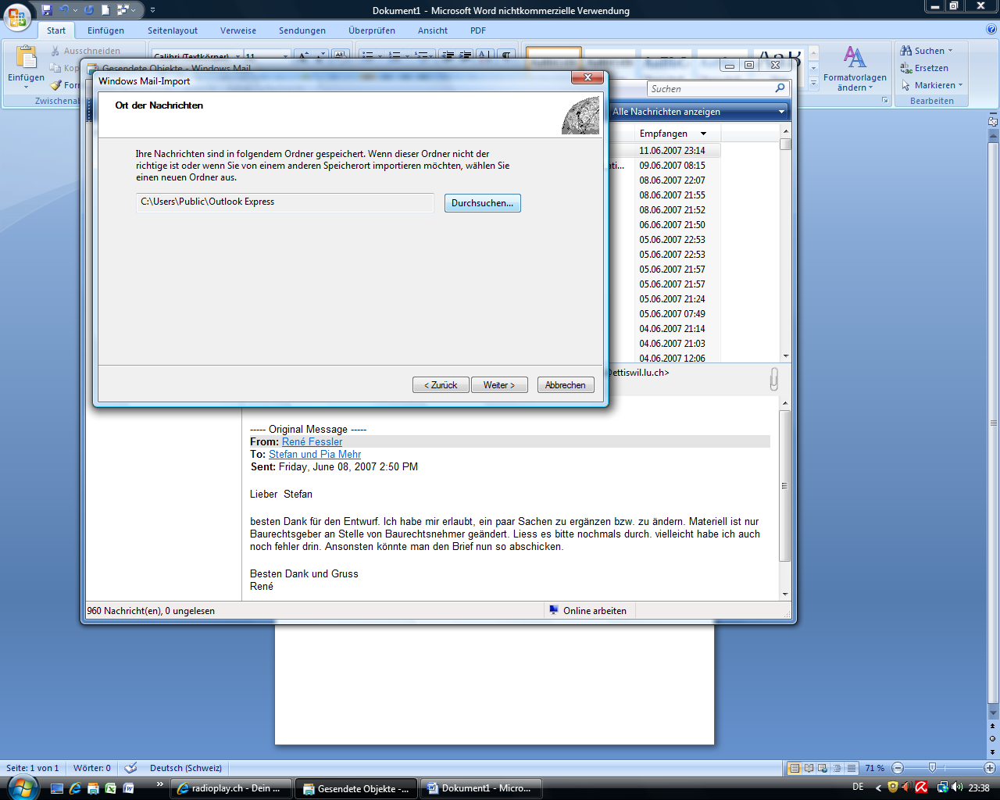 Dokument1 - Microsoft Word nichtkommerzielle Verwendung
Start Einfügen Seitenlayout Verweise Sendungen Überprüfen Ansicht PDF
Einfügen
Ausschneiden
Calibri (Textkörper) 11
Formatvorlagen ändern
Suchen
Ersetzen
Markieren
Bearbeiten
Gesendete Objekte - Windows Mail
Suchen
Alle Nachrichten anzeigen
Empfangen
11.06.2007 23:14
09.06.2007 08:15
08.06.2007 22:07
08.06.2007 21:55
08.06.2007 21:52
06.06.2007 21:50
05.06.2007 22:53
05.06.2007 22:53
05.06.2007 21:57
05.06.2007 21:57
05.06.2007 21:24
05.06.2007 07:49
04.06.2007 21:14
04.06.2007 21:03
04.06.2007 12:06
Windows Mail-Import
Ort der Nachrichten
Ihre Nachrichten sind in folgendem Ordner gespeichert. Wenn dieser Ordner nicht der
richtige ist oder wenn Sie von einem anderen Speicherort importieren möchten, wählen Sie
einen neuen Ordner aus.
C:\Users\Public\Outlook Express Durchsuchen...
< Zurück Weiter > Abbrechen
ettiswil.lu.ch>
----- Original Message -----
From: René Fessler
To: Stefan und Pia Mehr
Sent: Friday, June 08, 2007 2:50 PM
Lieber Stefan
besten Dank für den Entwurf. Ich habe mir erlaubt, ein paar Sachen zu ergänzen bzw. zu ändern. Materiell ist nur
Baurechtsgeber an Stelle von Baurechtsnehmer geändert. Liess es bitte nochmals durch. vielleicht habe ich auch
noch fehler drin. Ansonsten könnte man den Brief nun so abschicken.
Besten Dank und Gruss
René
960 Nachricht(en), 0 ungelesen Online arbeiten
Seite: 1 von 1 Wörter: 0 Deutsch (Schweiz) 71 %
radioplay.ch - Dein ... Gesendete Objekte -... Dokument1 - Micro... DE 23:38